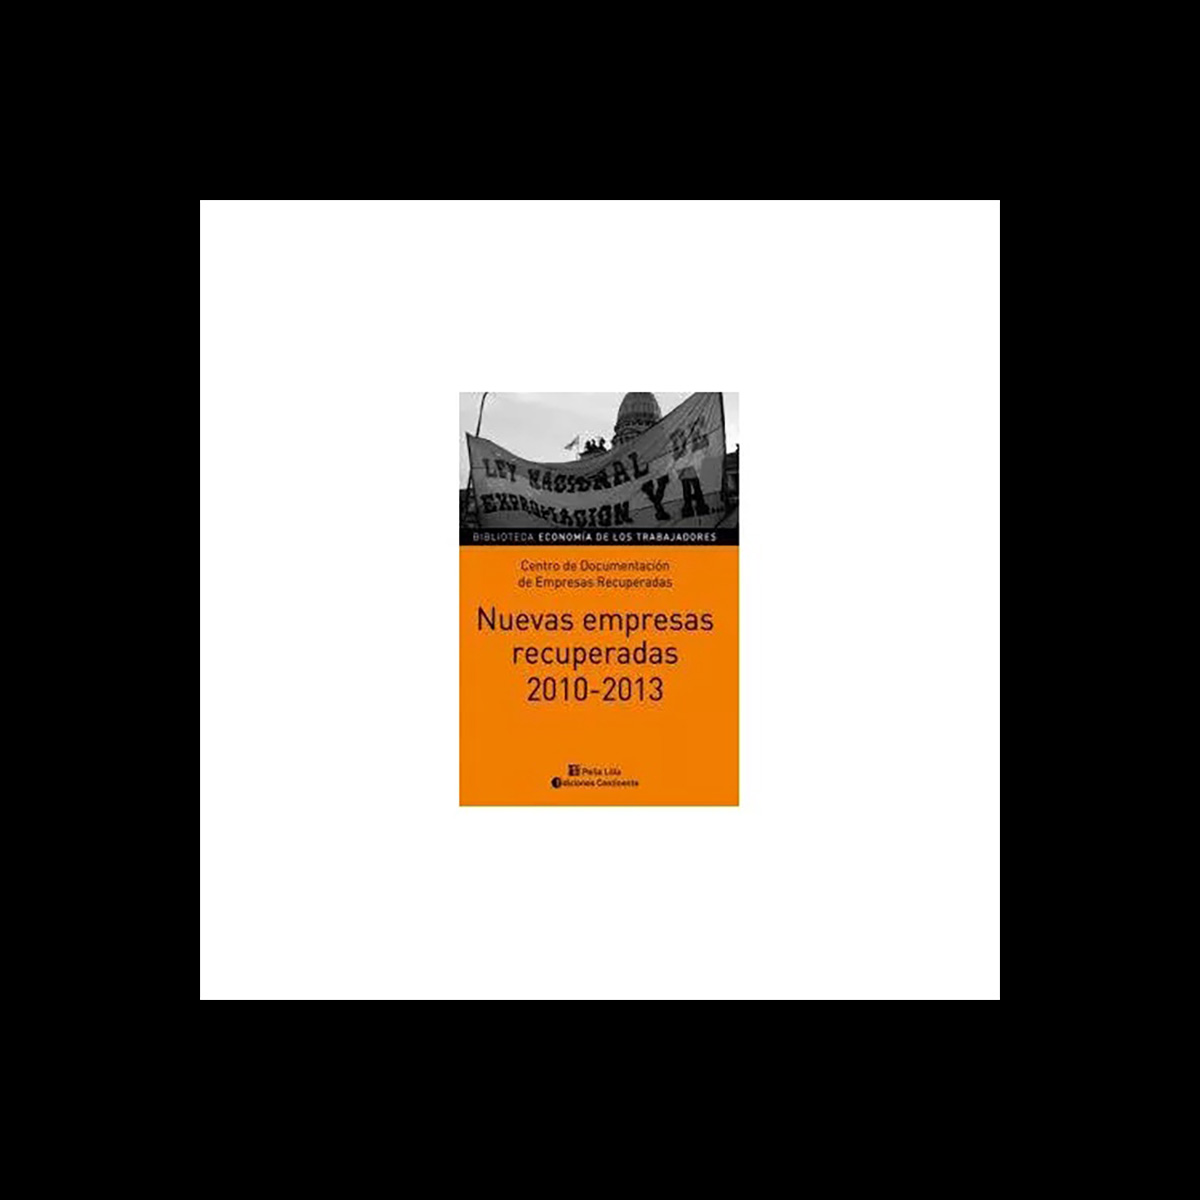 LEY NACIONAL DE
EXPROPIACION YA...
BIBLIOTECA ECONOMÍA DE LOS TRABAJADORES
Centro de Documentación
de Empresas Recuperadas
Nuevas empresas
recuperadas
2010-2013
Peña Lillo
Ediciones Continente